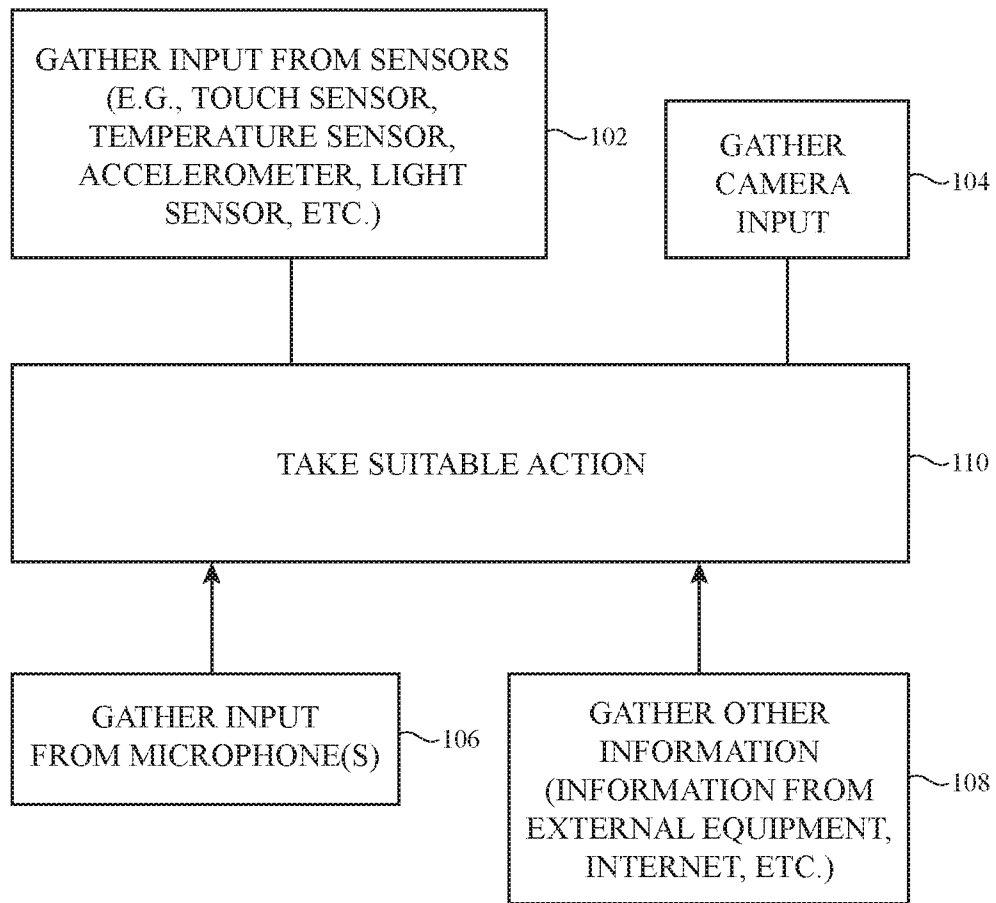 GATHER INPUT FROM SENSORS
(E.G., TOUCH SENSOR,
TEMPERATURE SENSOR,
ACCELEROMETER, LIGHT
SENSOR, ETC.)
102
GATHER
CAMERA
INPUT
104
TAKE SUITABLE ACTION
110
GATHER INPUT
FROM MICROPHONE(S)
106
GATHER OTHER
INFORMATION
(INFORMATION FROM
EXTERNAL EQUIPMENT,
INTERNET, ETC.)
108